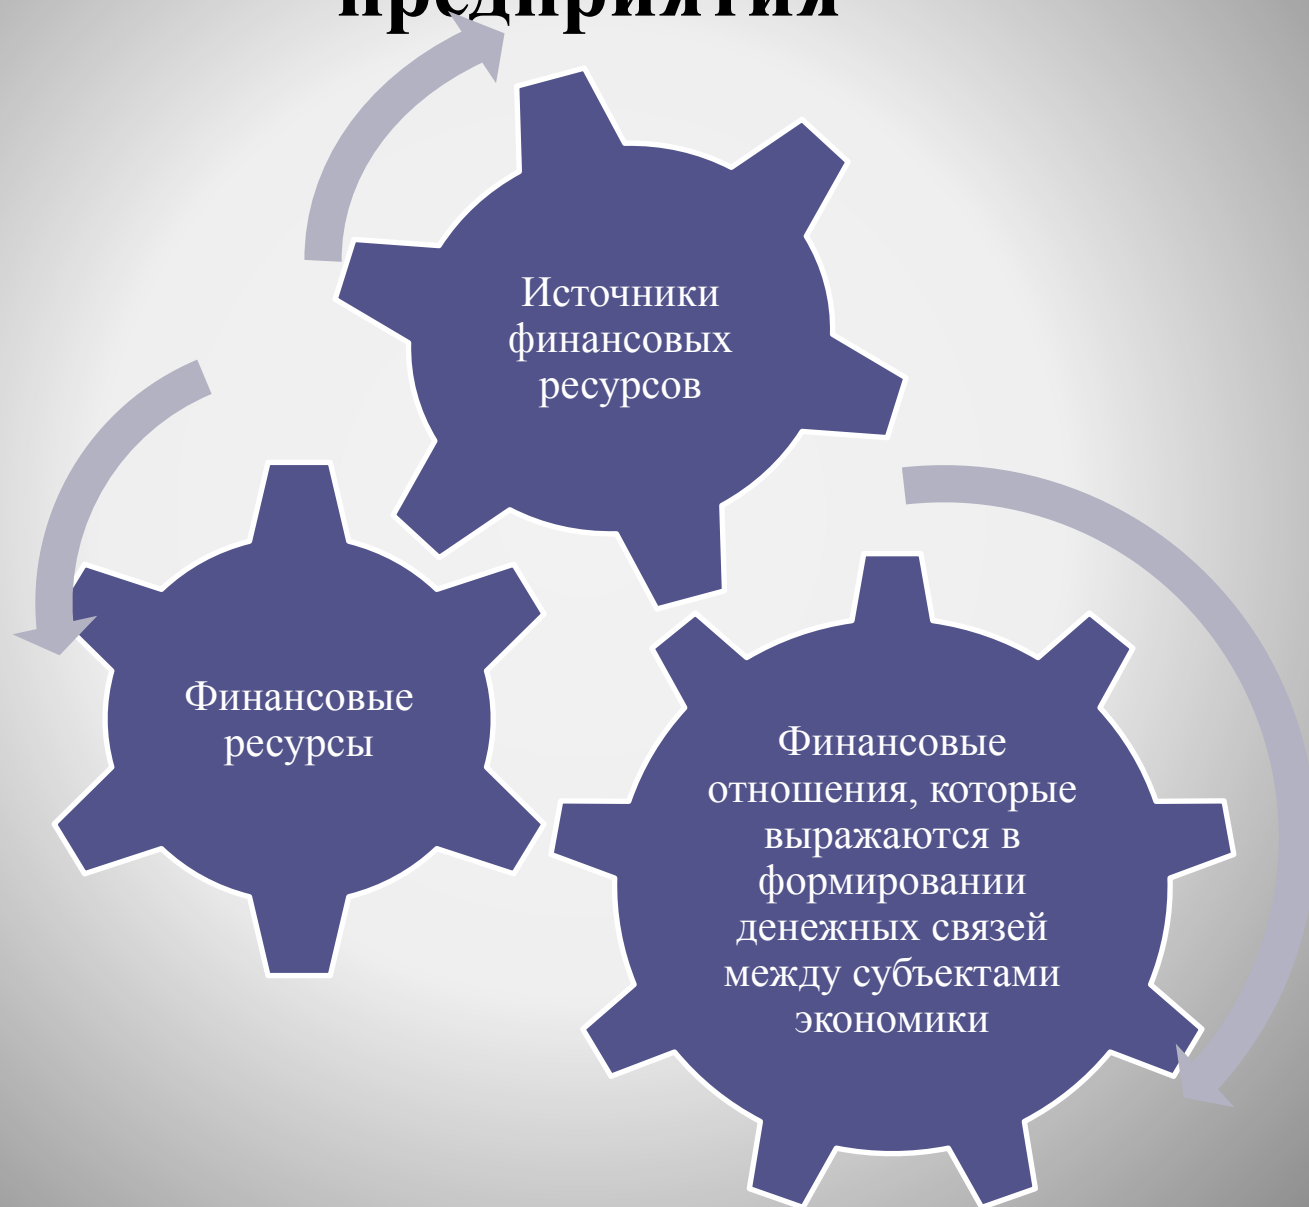 предприятия
Источники
финансовых
ресурсов
Финансовые
ресурсы
Финансовые
отношения, которые
выражаются в
формировании
денежных связей
между субъектами
экономики